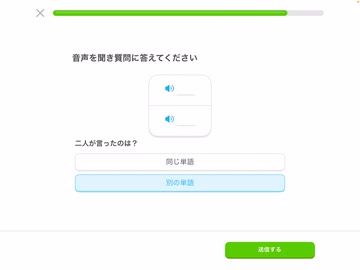 音声を聞き質問に答えてください
二人が言ったのは？
同じ単語
別の単語
送信する